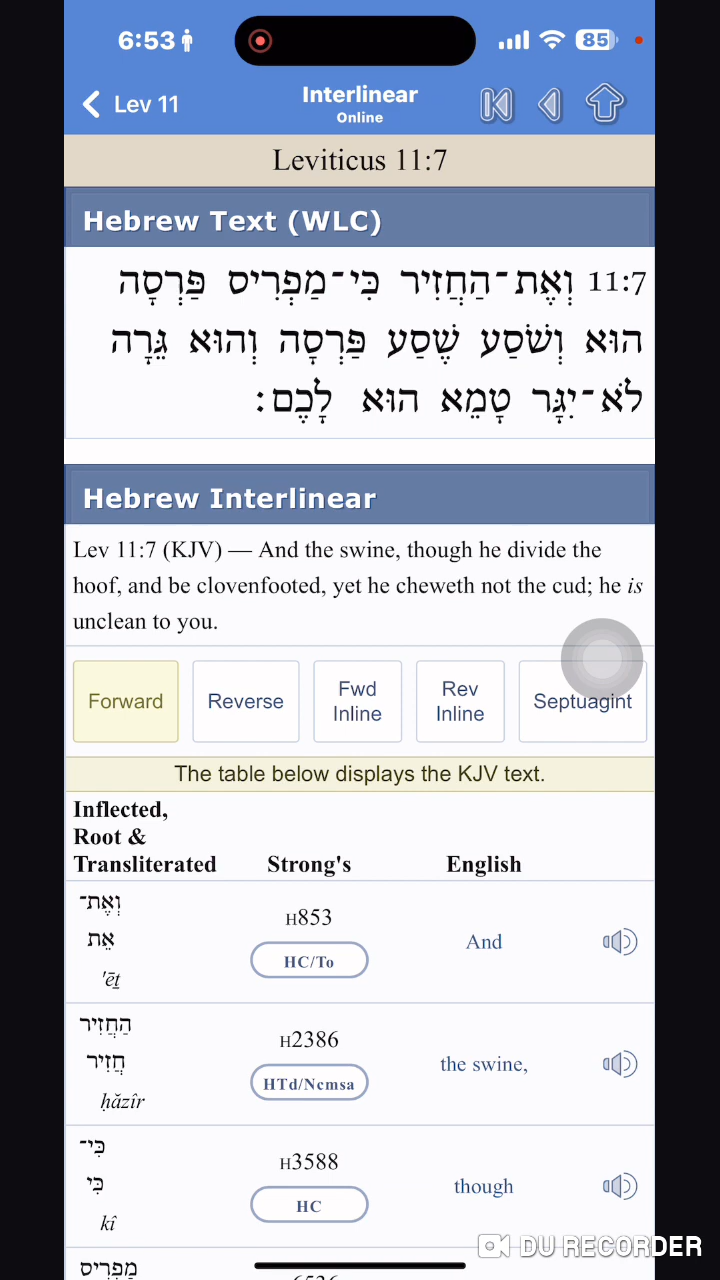 6:53
85
Lev 11
Interlinear
Online
Leviticus 11:7
Hebrew Text (WLC)
11:7 וְאֶת־הַחֲזִיר כִּי־מַפְרִיס פַּרְסָה
הוּא וְשֹׁסַע שֶׁסַע פַּרְסָה וְהוּא גֵּרָה
לֹא־יִגָּר טָמֵא הוּא לָכֶם׃
Hebrew Interlinear
Lev 11:7 (KJV) — And the swine, though he divide the
hoof, and be clovenfooted, yet he cheweth not the cud; he is
unclean to you.
Forward
Reverse
Fwd
Inline
Rev
Inline
Septuagint
The table below displays the KJV text.
Inflected,
Root &
Transliterated
Strong's
English
וְאֶת־
אֵת
'ēṯ
H853
HC/To
And
הַחֲזִיר
חֲזִיר
ḥăzîr
H2386
HTd/Ncmsa
the swine,
כִּי־
כִּי
kî
H3588
HC
though
מַפְרִיס
DU RECORDER